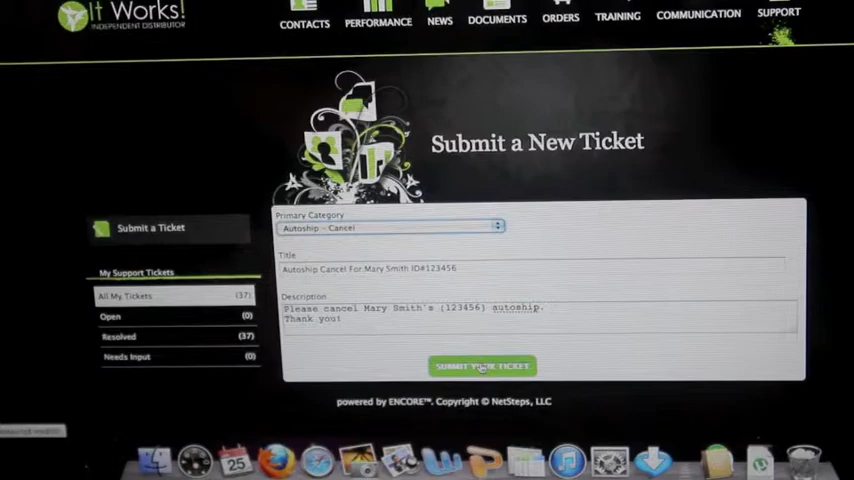 It Works!
INDEPENDENT DISTRIBUTOR
CONTACTS
PERFORMANCE
NEWS
DOCUMENTS
ORDERS
TRAINING
COMMUNICATION
SUPPORT
Submit a New Ticket
Submit a Ticket
My Support Tickets
All My Tickets (37)
Open (0)
Resolved (37)
Needs Input (0)
Primary Category
Autoship - Cancel
Title
Autoship Cancel For Mary Smith ID#123456
Description
Please cancel Mary Smith's (123456) autoship.
Thank you!
SUBMIT YOUR TICKET
powered by ENCORE™. Copyright © NetSteps, LLC
25